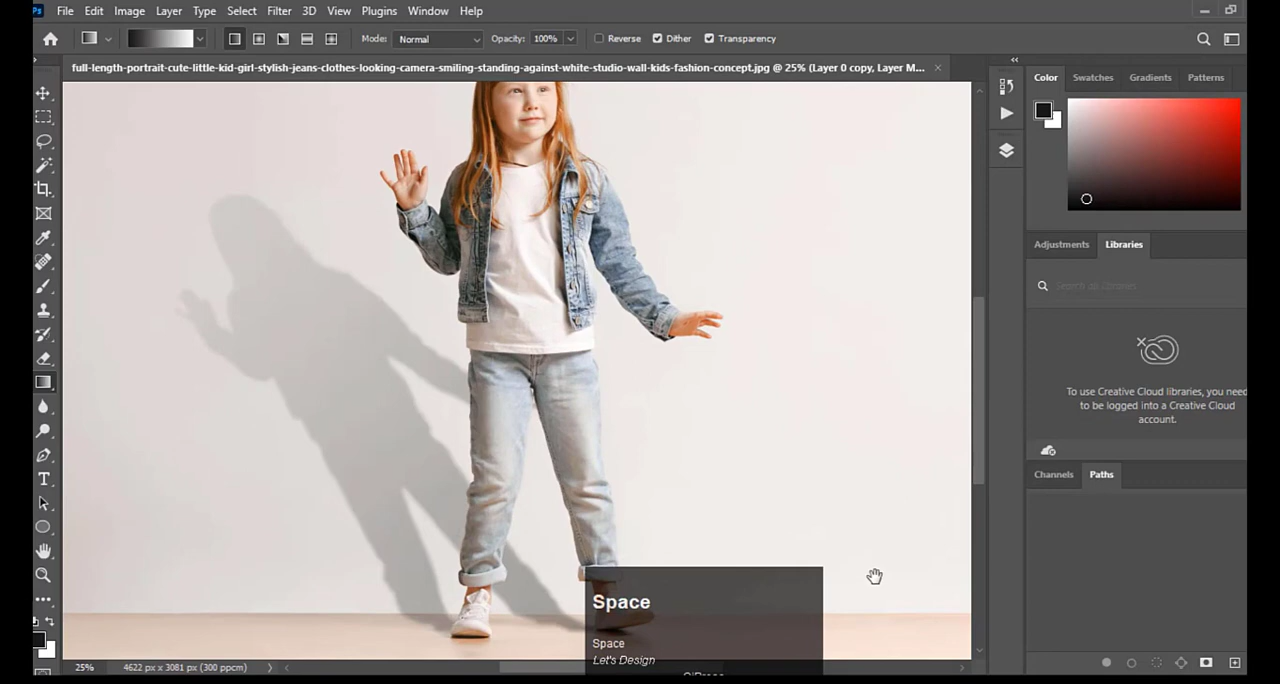 Ps File Edit Image Layer Type Select Filter 3D View Plugins Window Help
Mode: Normal Opacity: 100% Reverse Dither Transparency
full-length-portrait-cute-little-kid-girl-stylish-jeans-clothes-looking-camera-smiling-standing-against-white-studio-wall-kids-fashion-concept.jpg @ 25% (Layer 0 copy, Layer M...
Color Swatches Gradients Patterns
Adjustments Libraries
To use Creative Cloud libraries, you need
to be logged into a Creative Cloud
account.
Channels Paths
Space
Space
Let's Design
25% 4622 px x 3081 px (300 ppcm)